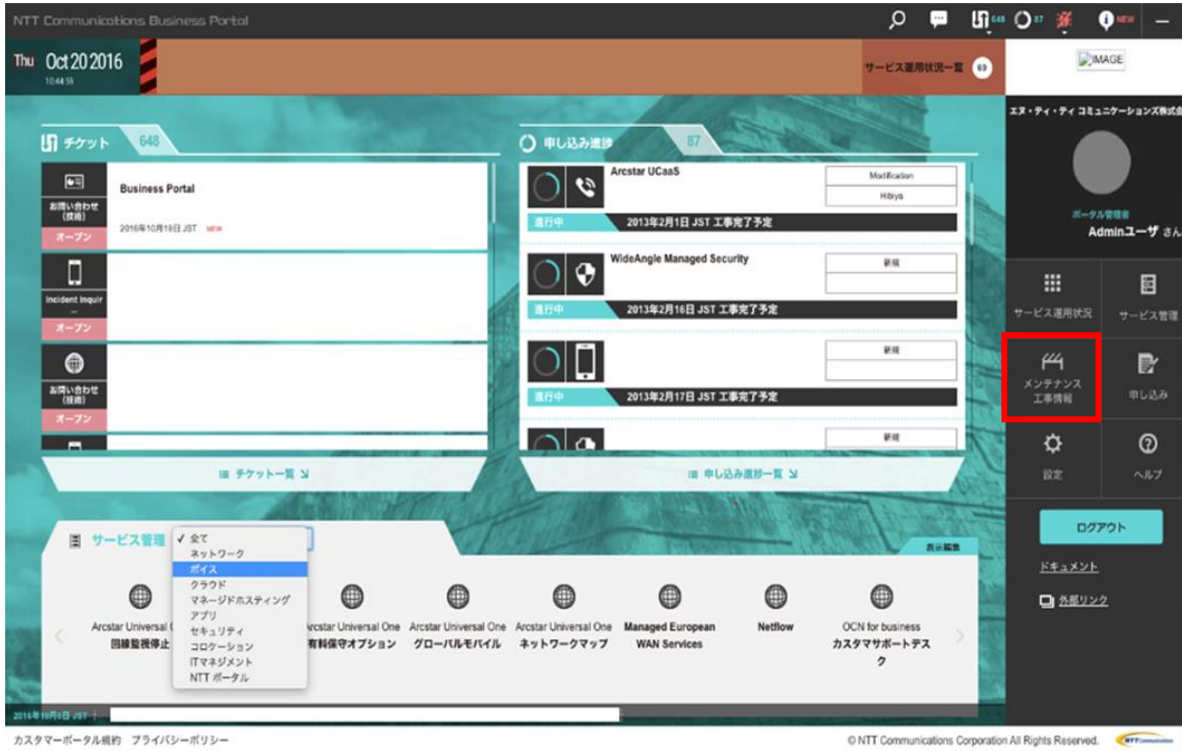 NTT Communications Business Portal
648
87
NEW
Thu Oct 20 2016
10:44:59
サービス運用状況一覧 69
IMAGE
エヌ・ティ・ティ コミュニケーションズ株式会
ポータル管理者
Adminユーザ さん
チケット 648
お問い合わせ
(技術)
オープン
Business Portal
2016年10月19日 JST NEW
Incident Inquir
...
オープン
お問い合わせ
(技術)
オープン
チケット一覧
申し込み進捗 87
Arcstar UCaaS
Modification
Hibiya
進行中 2013年2月1日 JST 工事完了予定
WideAngle Managed Security
新規
進行中 2013年2月16日 JST 工事完了予定
新規
進行中 2013年2月17日 JST 工事完了予定
新規
申し込み進捗一覧
サービス運用状況
サービス管理
メンテナンス
工事情報
申し込み
設定
ヘルプ
ログアウト
ドキュメント
外部リンク
サービス管理
✓ 全て
ネットワーク
ボイス
クラウド
マネージドホスティング
アプリ
セキュリティ
コロケーション
ITマネジメント
NTT ポータル
表示編集
Arcstar Universal
回線監視停止
Arcstar Universal One
有料保守オプション
Arcstar Universal One
グローバルモバイル
Arcstar Universal One
ネットワークマップ
Managed European
WAN Services
Netflow
OCN for business
カスタマサポートデス
ク
2016年10月6日 JST
カスタマーポータル規約 プライバシーポリシー
© NTT Communications Corporation All Rights Reserved.
NTT Communications